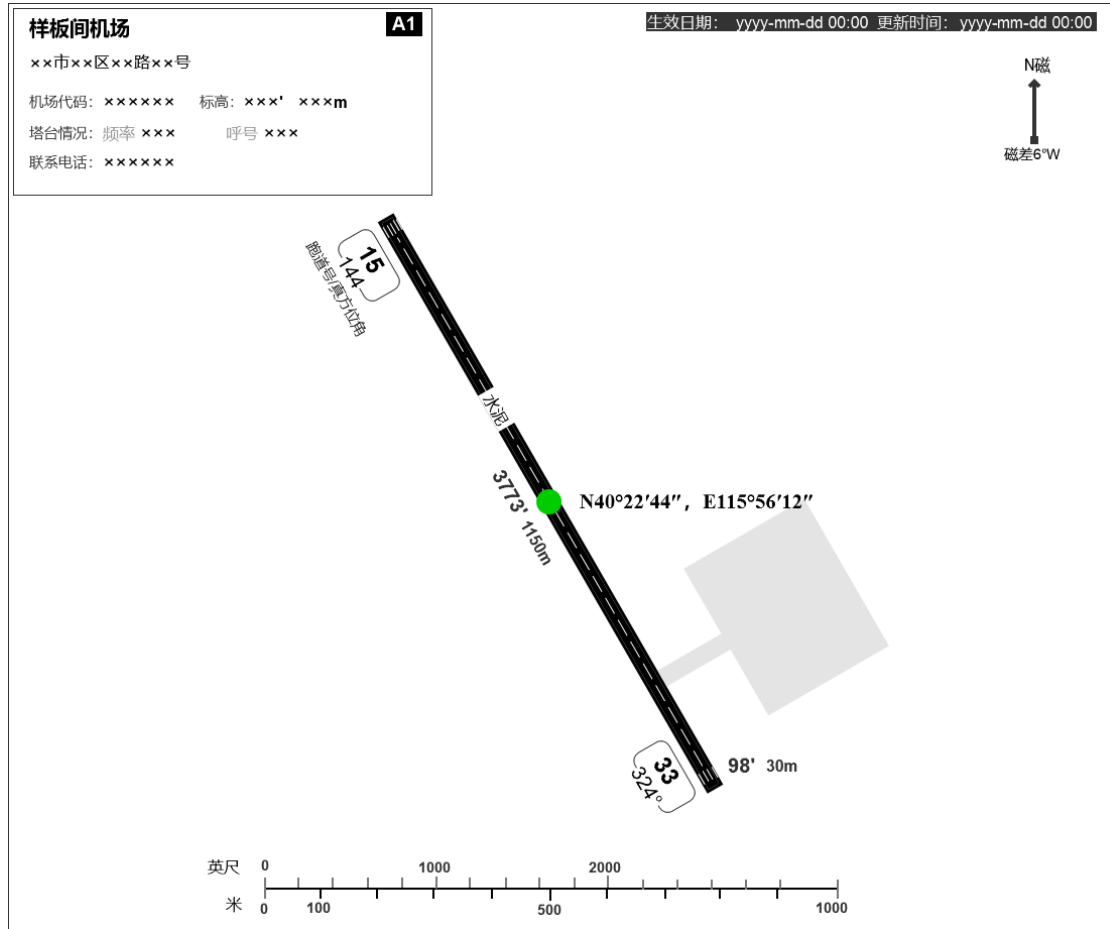 样板间机场
A1
××市××区××路××号
机场代码：×××××× 标高：×××' ×××m
塔台情况：频率 ××× 呼号 ×××
联系电话：××××××
生效日期： yyyy-mm-dd 00:00 更新时间：yyyy-mm-dd 00:00
N磁
磁差6°W
15
144
跑道号/真方位角
水泥
3773' 1150m
N40°22′44″，E115°56′12″
33
324°
98' 30m
英尺 0 1000 2000
米 0 100 500 1000